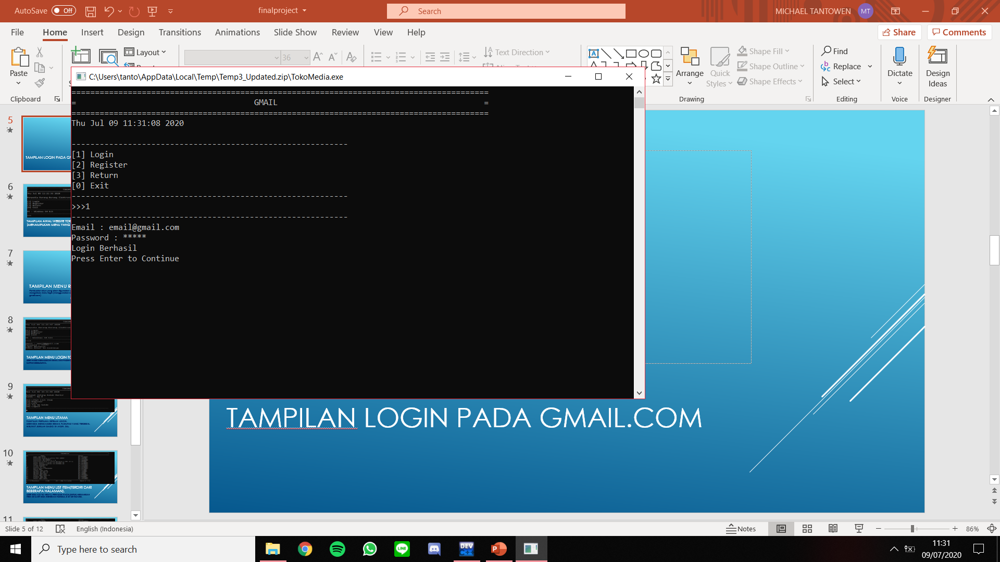 AutoSave Off
finalproject
Search
MICHAEL TANTOWEN MT
File Home Insert Design Transitions Animations Slide Show Review View Help
Share Comments
Paste
Clipboard
Layout
36
Text Direction
Arrange
Quick Styles
Shape Fill
Shape Outline
Shape Effects
Drawing
Find
Replace
Select
Editing
Dictate
Voice
Design Ideas
Designer
C:\Users\tanto\AppData\Local\Temp\Temp3_Updated.zip\TokoMedia.exe
=========================================================================================
= GMAIL =
=========================================================================================
Thu Jul 09 11:31:08 2020
-----------------------------------------------------------
[1] Login
[2] Register
[3] Return
[0] Exit
-----------------------------------------------------------
>>>1
-----------------------------------------------------------
Email : email@gmail.com
Password : *****
Login Berhasil
Press Enter to Continue
5
TAMPILAN LOGIN PADA
6
TAMPILAN AWAL WEBSITE
7
TAMPILAN MENU
8
TAMPILAN MENU LOGIN
9
TAMPILAN MENU UTAMA
10
TAMPILAN MENU LIST ITEM(TERDIRI DARI
BEBERAPA HALAMAN).
11
TAMPILAN LOGIN PADA GMAIL.COM
Slide 5 of 12 English (Indonesia)
Notes
86%
Type here to search
DEV
LINE
11:31
09/07/2020